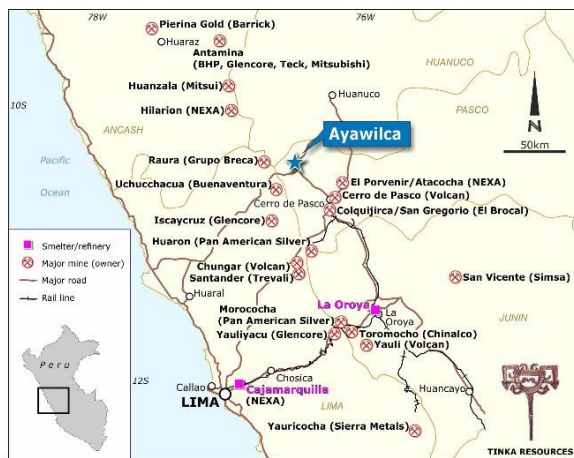 78W
76W
Pierina Gold (Barrick)
Huaraz
Antamina
(BHP, Glencore, Teck, Mitsubishi)
HUANUCO
Huanzala (Mitsui)
Huanuco
N
10S
Hilarion (NEXA)
PASCO
ANCASH
Ayawilca
50km
Pacific
Ocean
Raura (Grupo Breca)
Uchucchacua (Buenaventura)
El Porvenir/Atacocha (NEXA)
Cerro de Pasco
Cerro de Pasco (Volcan)
Colquijirca/San Gregorio (El Brocal)
Iscaycruz (Glencore)
Huaron (Pan American Silver)
Smelter/refinery
Major mine (owner)
Major road
Rail line
Chungar (Volcan)
Santander (Trevali)
San Vicente (Simsa)
Huaral
La Oroya
La
Oroya
JUNIN
Morococha
(Pan American Silver)
Toromocho (Chinalco)
Yauliyacu (Glencore)
Yauli (Volcan)
Peru
12S
Chosica
Callao
Cajamarquilla
(NEXA)
LIMA
Huancayo
LIMA
Yauricocha (Sierra Metals)
TINKA RESOURCES